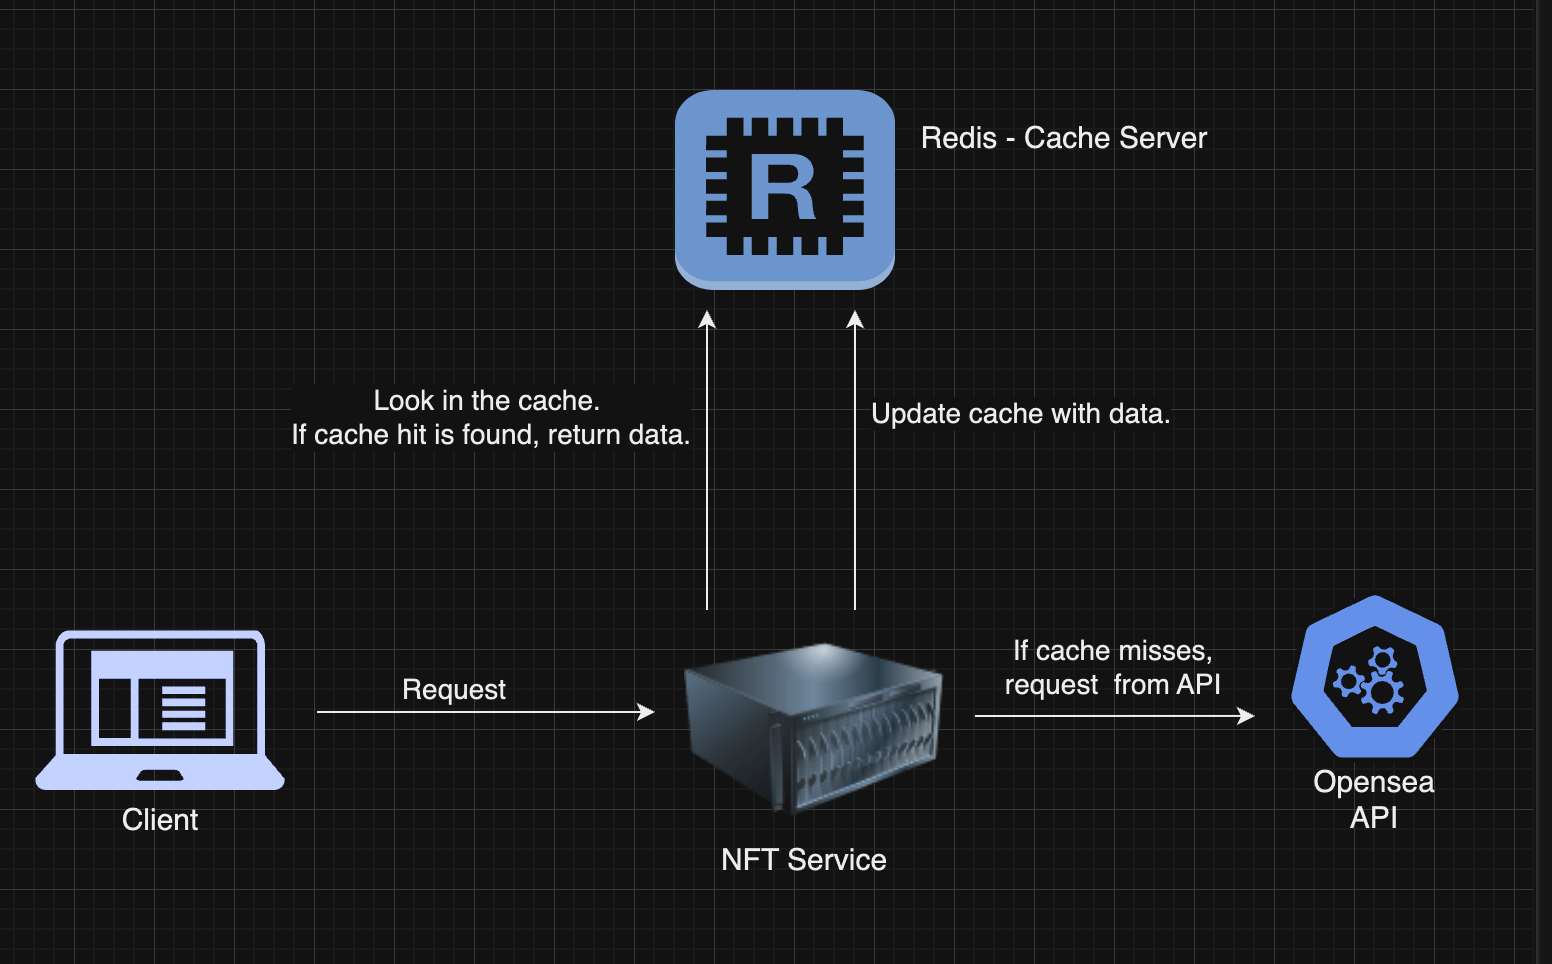 R
Redis - Cache Server
Look in the cache.
If cache hit is found, return data.
Update cache with data.
Request
If cache misses,
request  from API
Client
NFT Service
Opensea
API